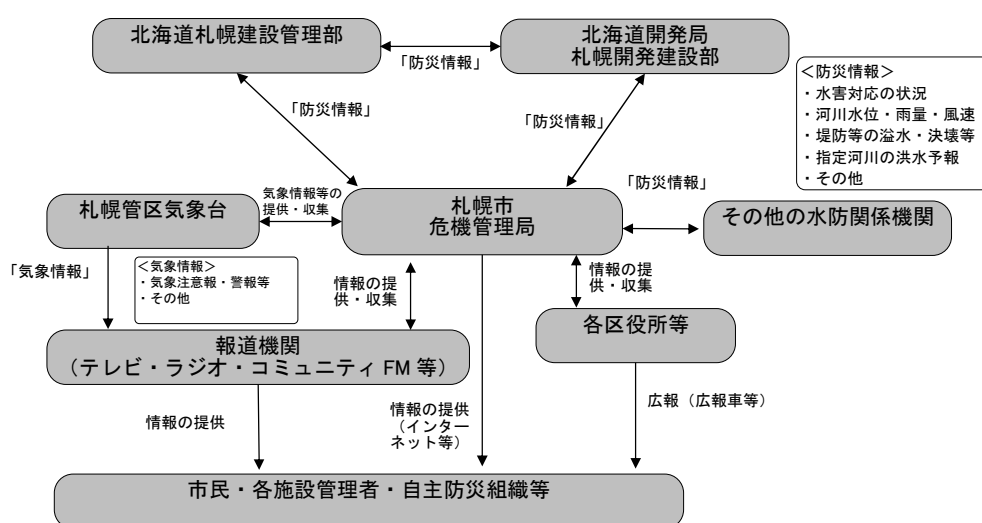 北海道札幌建設管理部
北海道開発局
札幌開発建設部
「防災情報」
＜防災情報＞
・水害対応の状況
・河川水位・雨量・風速
・堤防等の溢水・決壊等
・指定河川の洪水予報
・その他
「防災情報」
「防災情報」
「防災情報」
札幌管区気象台
気象情報等の
提供・収集
札幌市
危機管理局
その他の水防関係機関
「気象情報」
＜気象情報＞
・気象注意報・警報等
・その他
情報の提
供・収集
情報の提
供・収集
各区役所等
報道機関
（テレビ・ラジオ・コミュニティ FM 等）
情報の提供
情報の提供
（インター
ネット等）
広報（広報車等）
市民・各施設管理者・自主防災組織等